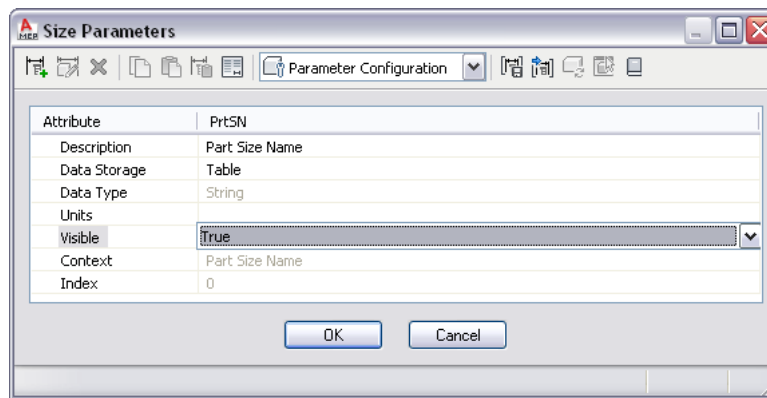 A MEP Size Parameters
Parameter Configuration
Attribute PrtSN
Description Part Size Name
Data Storage Table
Data Type String
Units
Visible True
Context Part Size Name
Index 0
OK Cancel